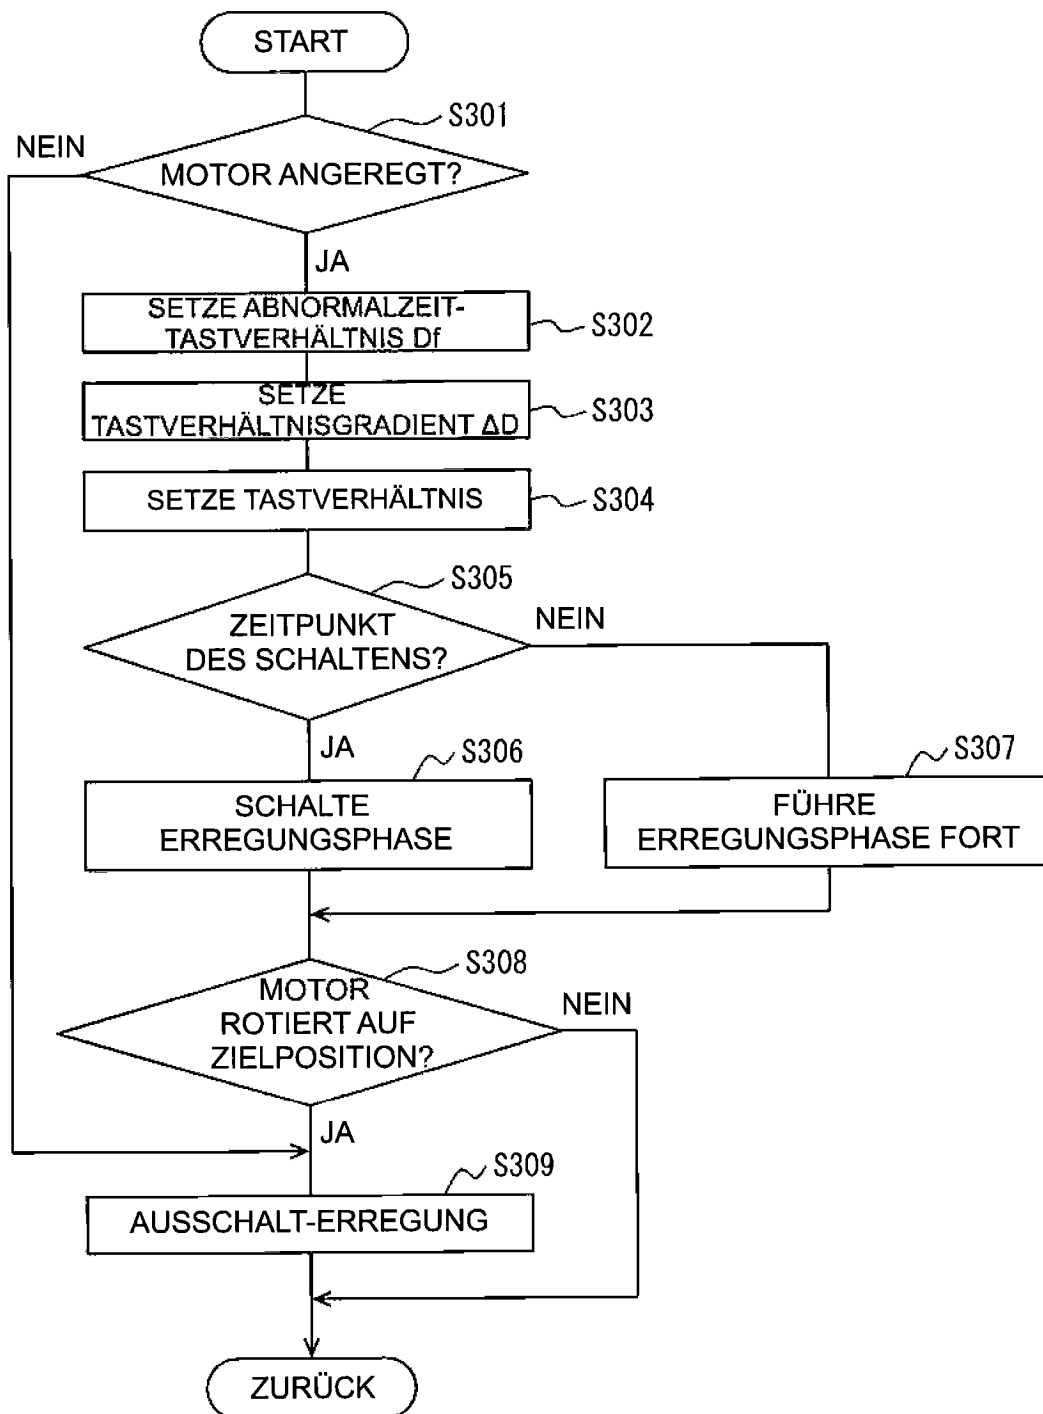 START
S301
NEIN
MOTOR ANGEREGT?
JA
SETZE ABNORMALZEIT-
TASTVERHÄLTNIS Df
S302
SETZE
TASTVERHÄLTNISGRADIENT ΔD
S303
SETZE TASTVERHÄLTNIS
S304
S305
ZEITPUNKT
DES SCHALTENS?
NEIN
JA
S306
SCHALTE
ERREGUNGSPHASE
S307
FÜHRE
ERREGUNGSPHASE FORT
S308
MOTOR
ROTIERT AUF
ZIELPOSITION?
NEIN
JA
S309
AUSSCHALT-ERREGUNG
ZURÜCK